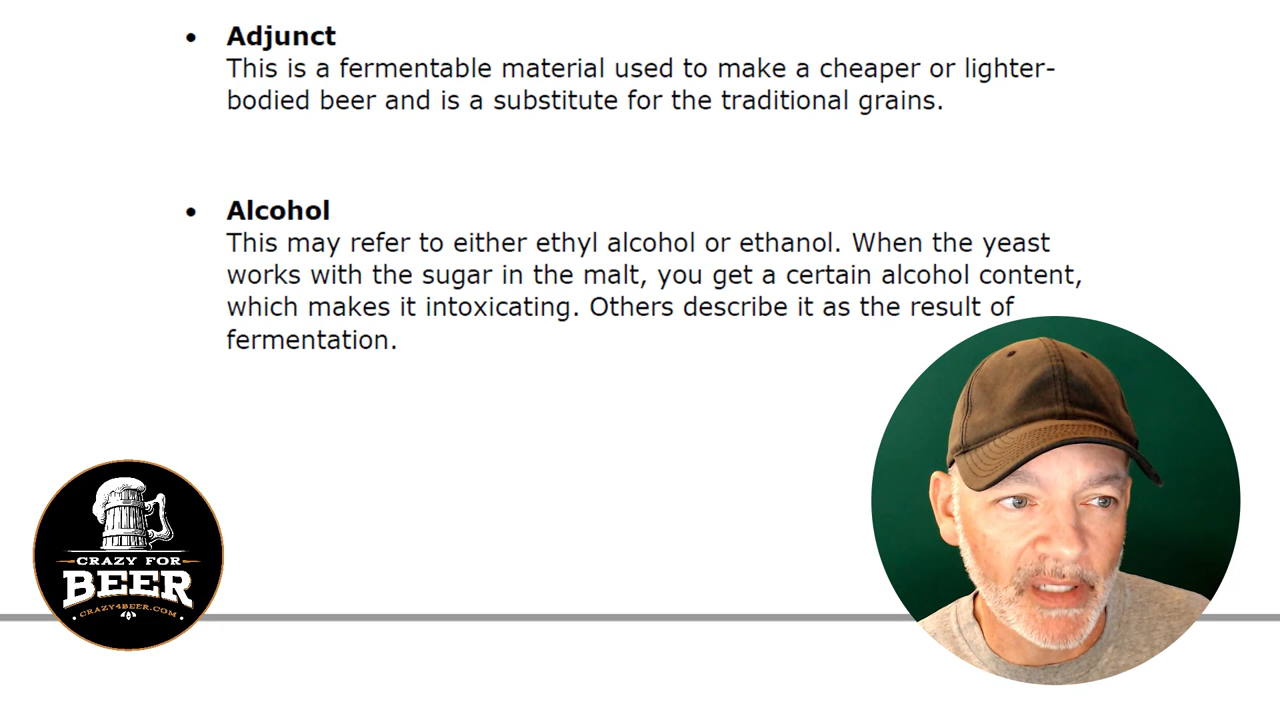 • Adjunct
This is a fermentable material used to make a cheaper or lighter-
bodied beer and is a substitute for the traditional grains.
• Alcohol
This may refer to either ethyl alcohol or ethanol. When the yeast
works with the sugar in the malt, you get a certain alcohol content,
which makes it intoxicating. Others describe it as the result of
fermentation.
CRAZY FOR
BEER
CRAZY4BEER.COM